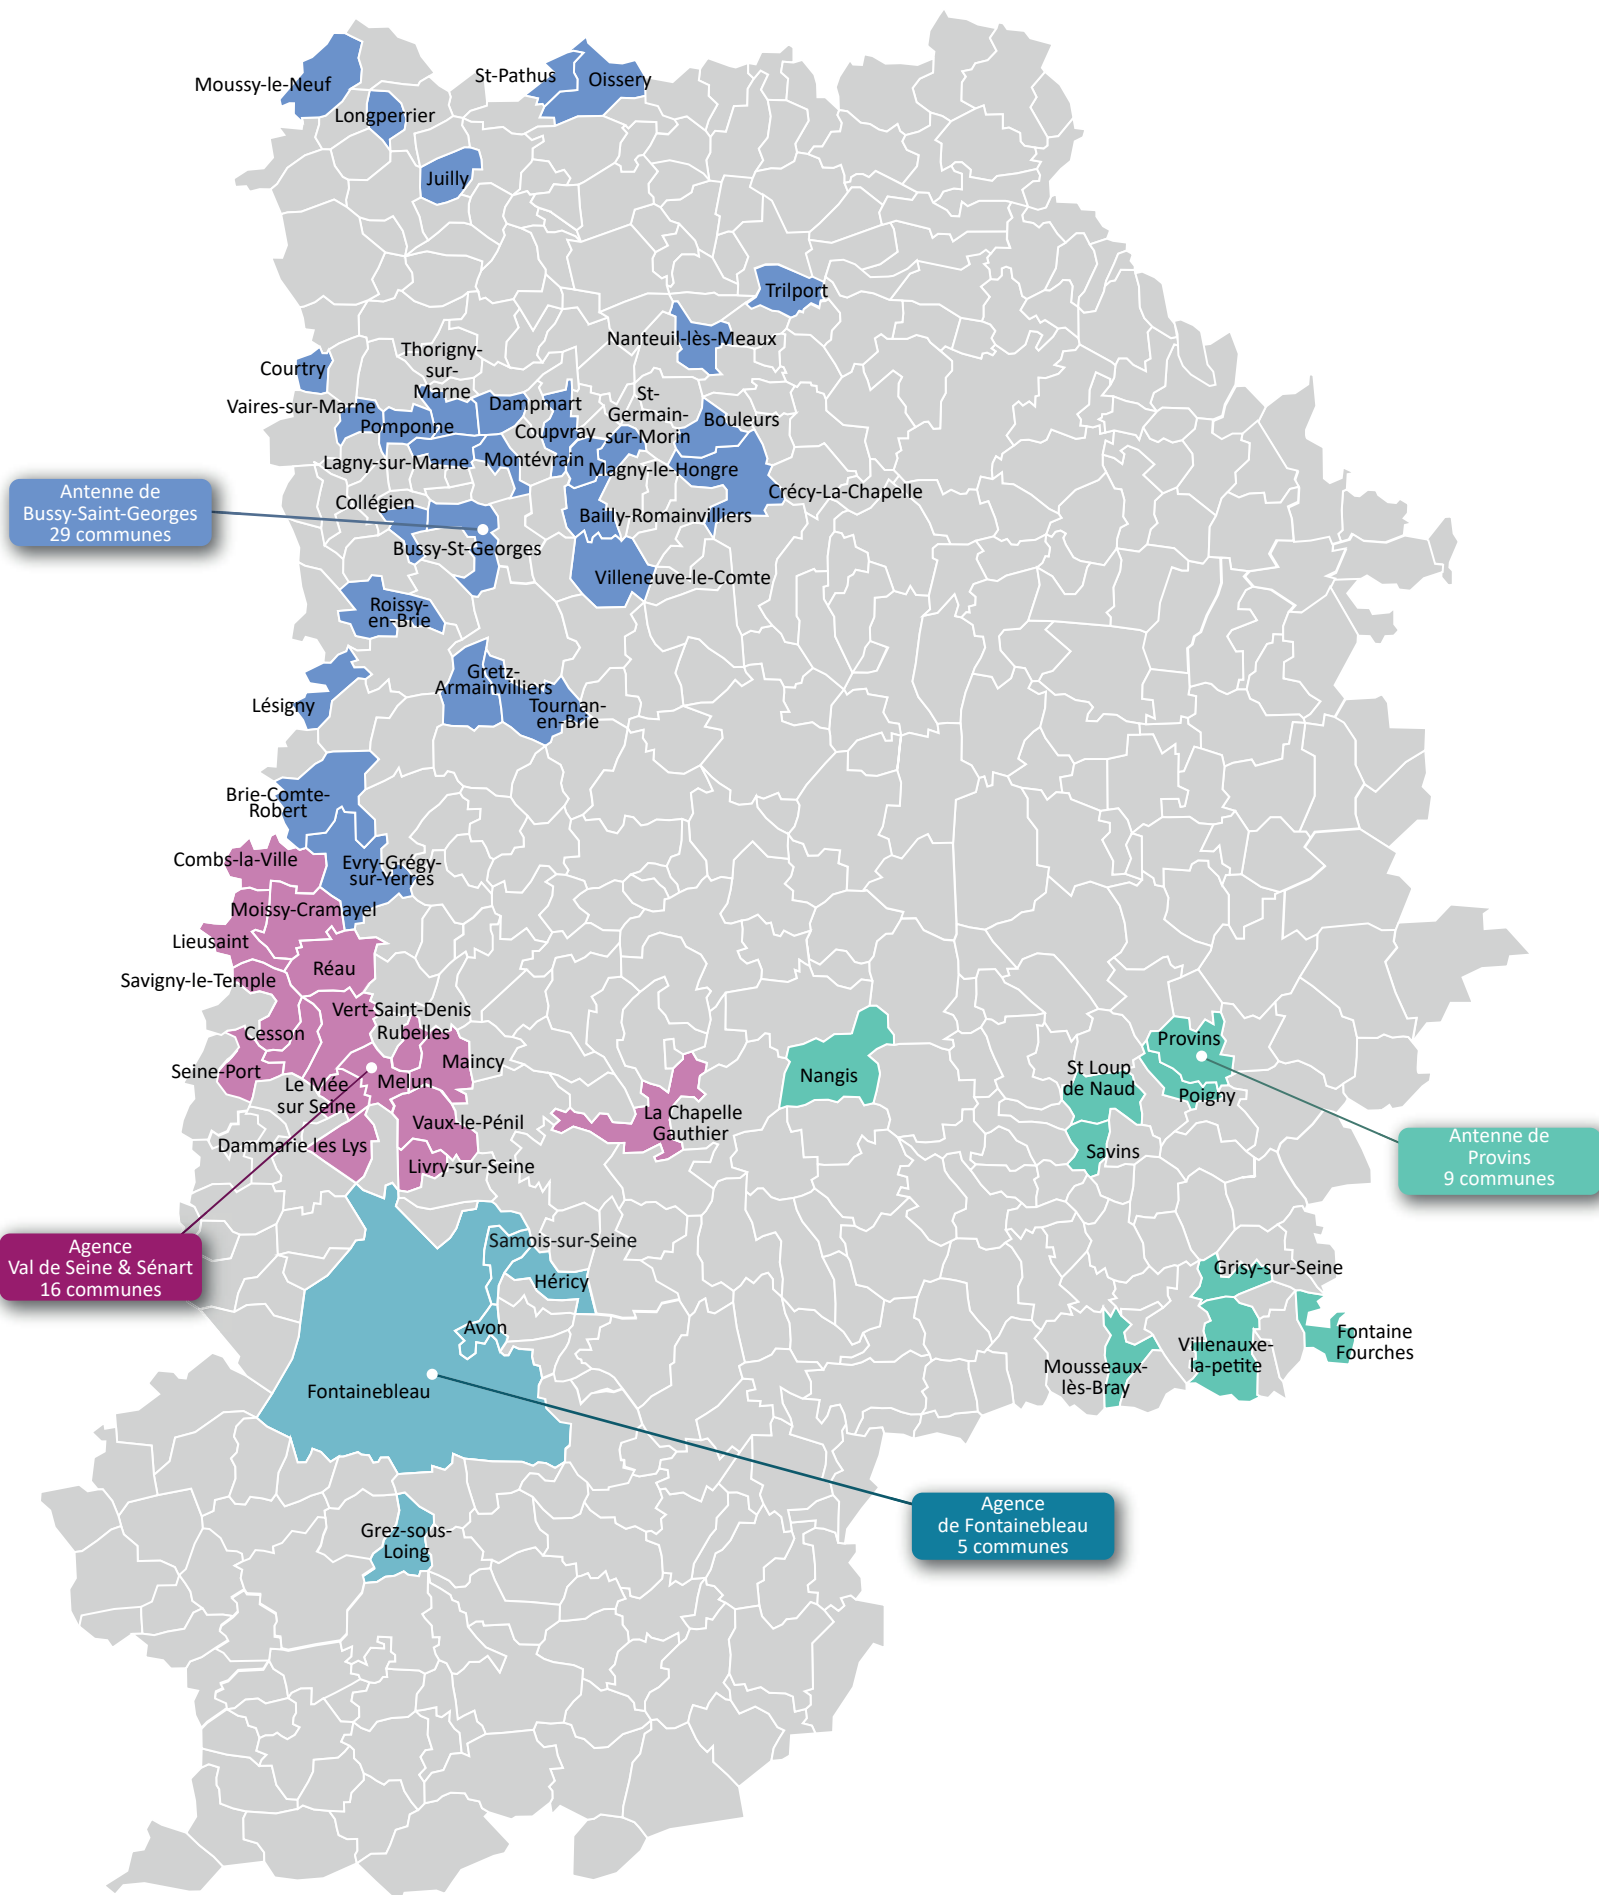 St-Pathus
Oissery
Moussy-le-Neuf
Longperrier
Juilly
Trilport
Nanteuil-lès-Meaux
Thorigny-
sur-
Marne
Courtry
St-
Germain-
sur-Morin
Vaires-sur-Marne
Dampmart
Pomponne
Coupvray
Bouleurs
Lagny-sur-Marne
Montévrain
Magny-le-Hongre
Crécy-La-Chapelle
Collégien
Bailly-Romainvilliers
Antenne de
Bussy-Saint-Georges
29 communes
Bussy-St-Georges
Villeneuve-le-Comte
Roissy-
en-Brie
Gretz-
Armainvilliers
Tournan-
en-Brie
Lésigny
Brie-Comte-
Robert
Combs-la-Ville
Evry-Grégy-
sur-Yerres
Moissy-Cramayel
Lieusaint
Réau
Savigny-le-Temple
Vert-Saint-Denis
Cesson
Rubelles
Seine-Port
Maincy
Le Mée
sur Seine
Melun
Vaux-le-Pénil
Dammarie les Lys
Livry-sur-Seine
La Chapelle
Gauthier
Nangis
Provins
St Loup
de Naud
Poigny
Savins
Antenne de
Provins
9 communes
Agence
Val de Seine & Sénart
16 communes
Samois-sur-Seine
Héricy
Avon
Fontainebleau
Grisy-sur-Seine
Fontaine
Fourches
Villenauxe-
la-petite
Mousseaux-
lès-Bray
Agence
de Fontainebleau
5 communes
Grez-sous-
Loing